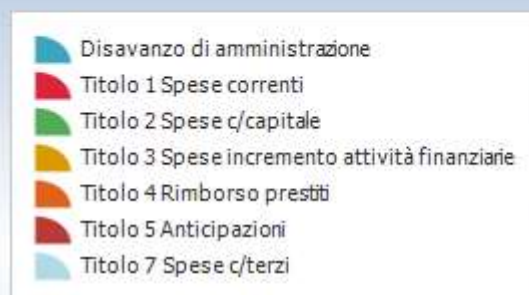 Disavanzo di amministrazione
Titolo 1 Spese correnti
Titolo 2 Spese c/capitale
Titolo 3 Spese incremento attività finanziarie
Titolo 4 Rimborso prestiti
Titolo 5 Anticipazioni
Titolo 7 Spese c/terzi